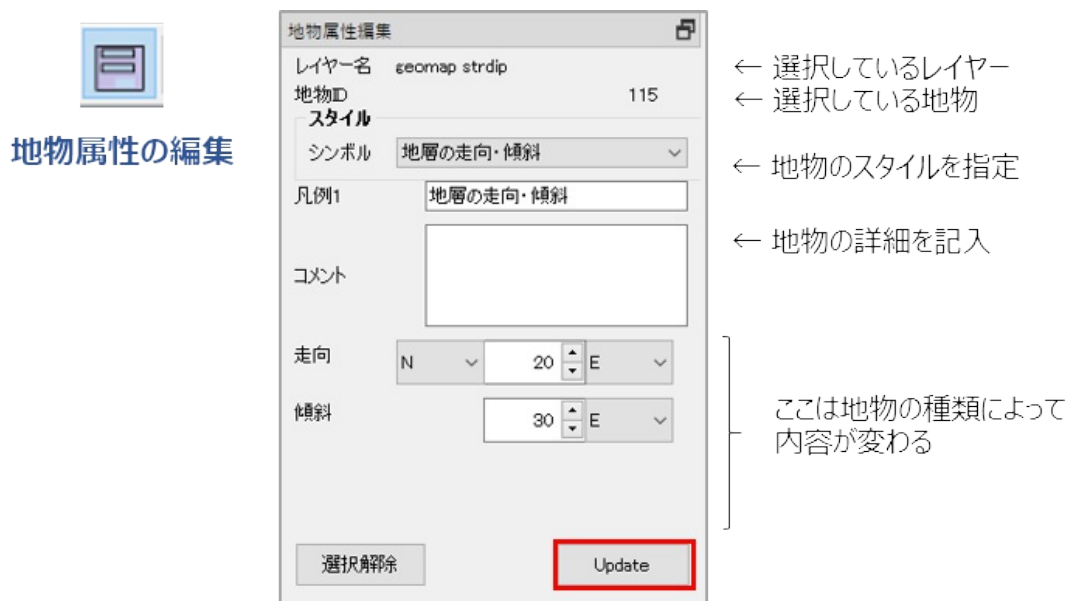 地物属性の編集
地物属性編集
レイヤー名 geomap strdip
地物ID 115
スタイル
シンボル 地層の走向・傾斜
凡例1 地層の走向・傾斜
コメント
走向 N 20 E
傾斜 30 E
選択解除 Update
← 選択しているレイヤー
← 選択している地物
← 地物のスタイルを指定
← 地物の詳細を記入
ここは地物の種類によって
内容が変わる